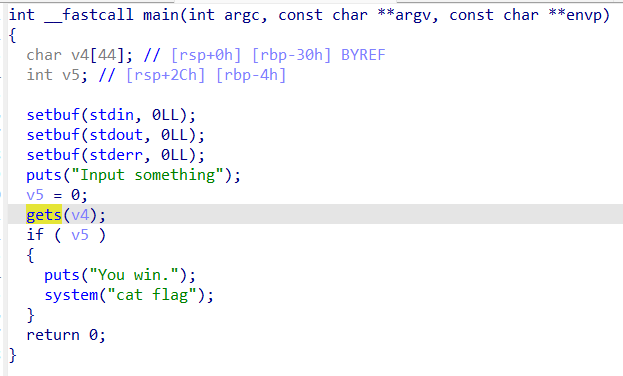 int __fastcall main(int argc, const char **argv, const char **envp)
{
  char v4[44]; // [rsp+0h] [rbp-30h] BYREF
  int v5; // [rsp+2Ch] [rbp-4h]

  setbuf(stdin, 0LL);
  setbuf(stdout, 0LL);
  setbuf(stderr, 0LL);
  puts("Input something");
  v5 = 0;
  gets(v4);
  if ( v5 )
  {
    puts("You win.");
    system("cat flag");
  }
  return 0;
}